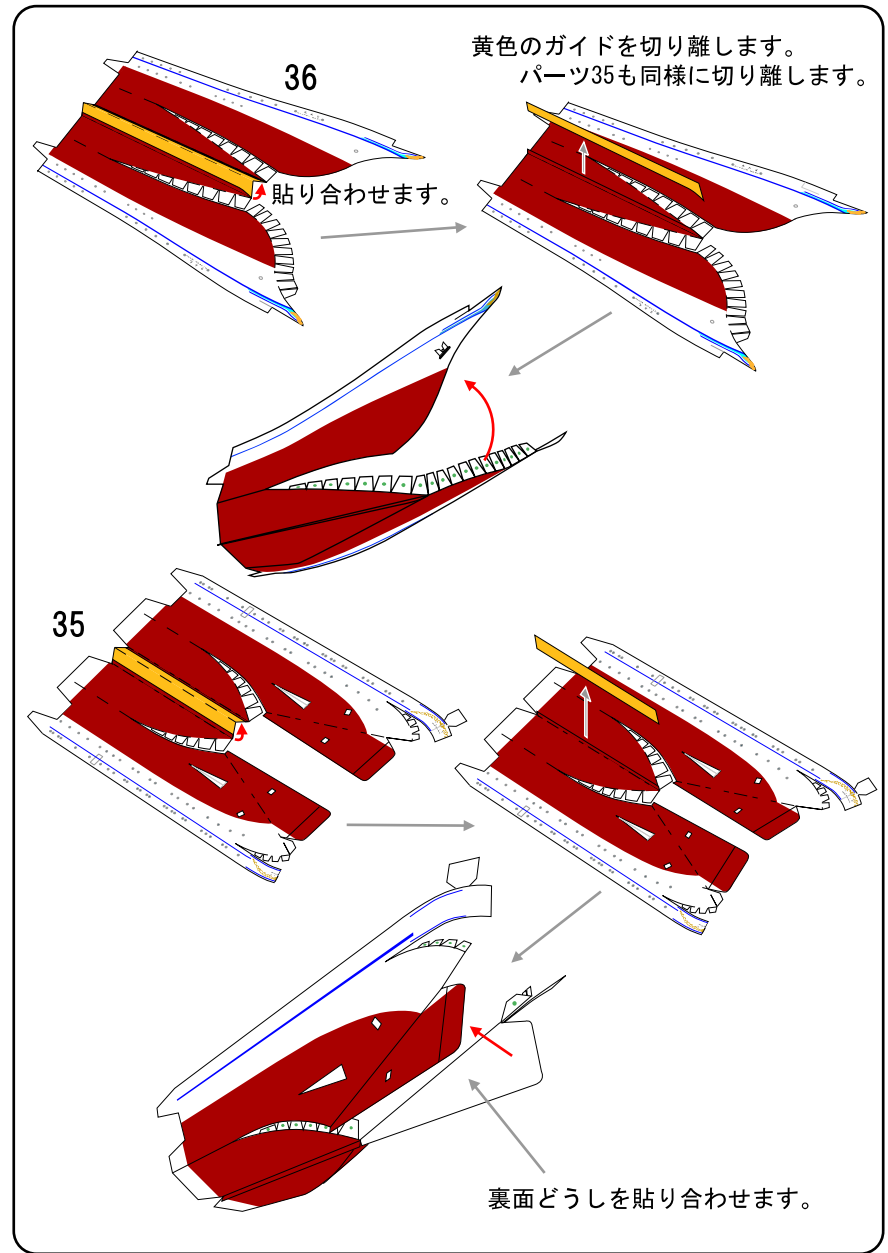 36
黄色のガイドを切り離します。
パーツ35も同様に切り離します。
貼り合わせます。
35
裏面どうしを貼り合わせます。